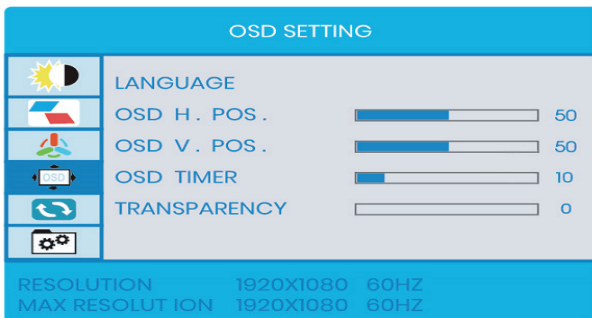 OSD SETTING
LANGUAGE
OSD H. POS. 50
OSD V. POS. 50
OSD
OSD TIMER 10
TRANSPARENCY 0
RESOLUTION 1920X1080 60HZ
MAX RESOLUT ION 1920X1080 60HZ